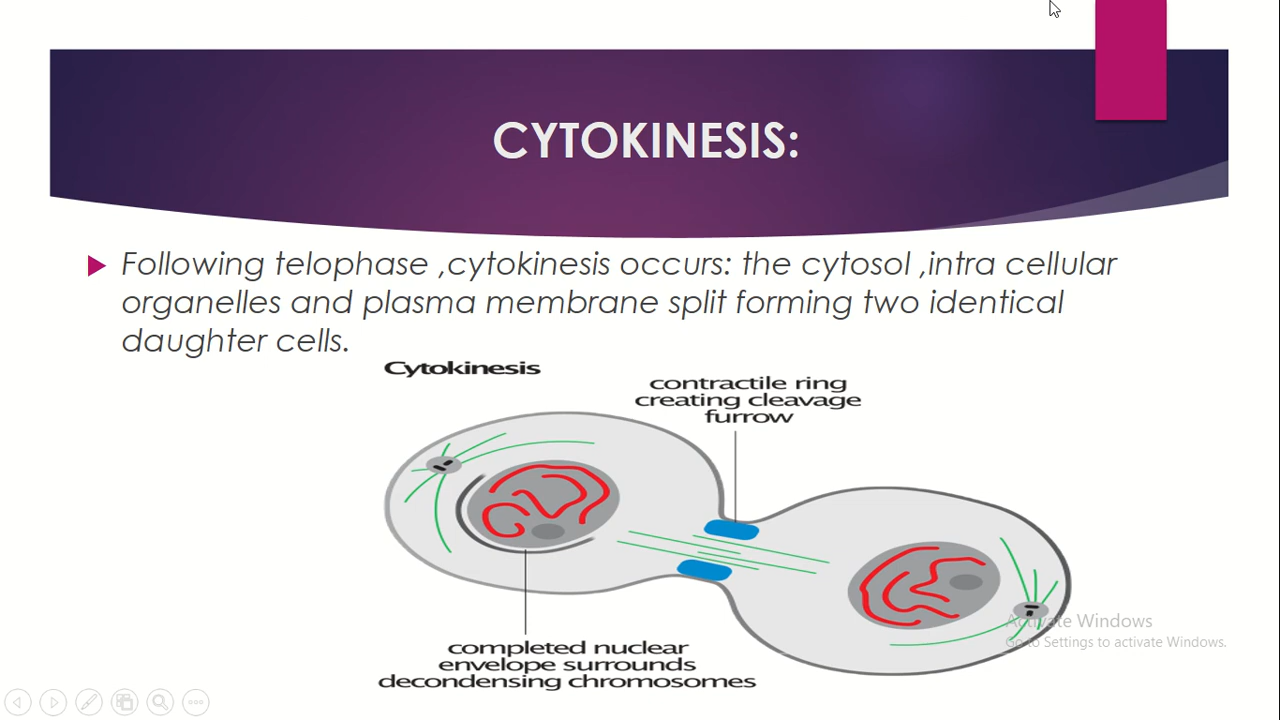 CYTOKINESIS:
Following telophase ,cytokinesis occurs: the cytosol ,intra cellular
organelles and plasma membrane split forming two identical
daughter cells.
Cytokinesis
contractile ring
creating cleavage
furrow
completed nuclear
envelope surrounds
decondensing chromosomes
Activate Windows
Go to Settings to activate Windows.